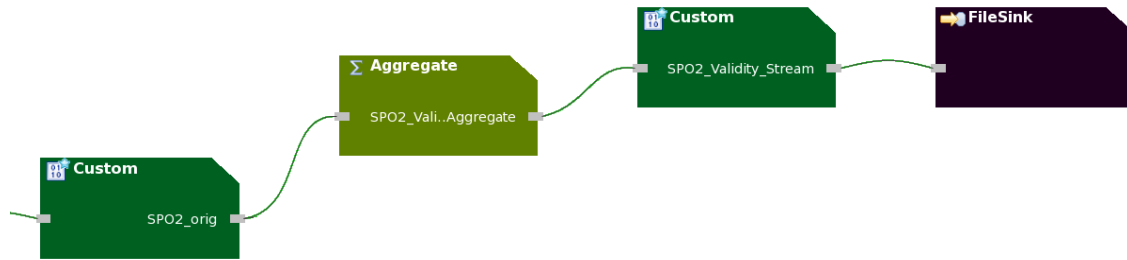 Custom
SPO2_orig
Aggregate
SPO2_Vali..Aggregate
Custom
SPO2_Validity_Stream
FileSink